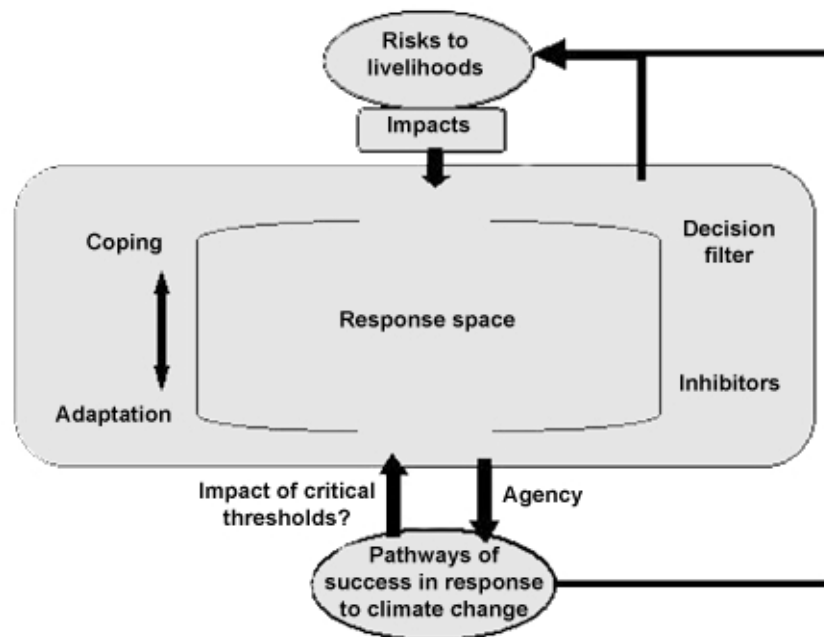 Risks to
livelihoods
Impacts
Coping
Decision
filter
Response space
Adaptation
Inhibitors
Impact of critical
thresholds?
Agency
Pathways of
success in response
to climate change